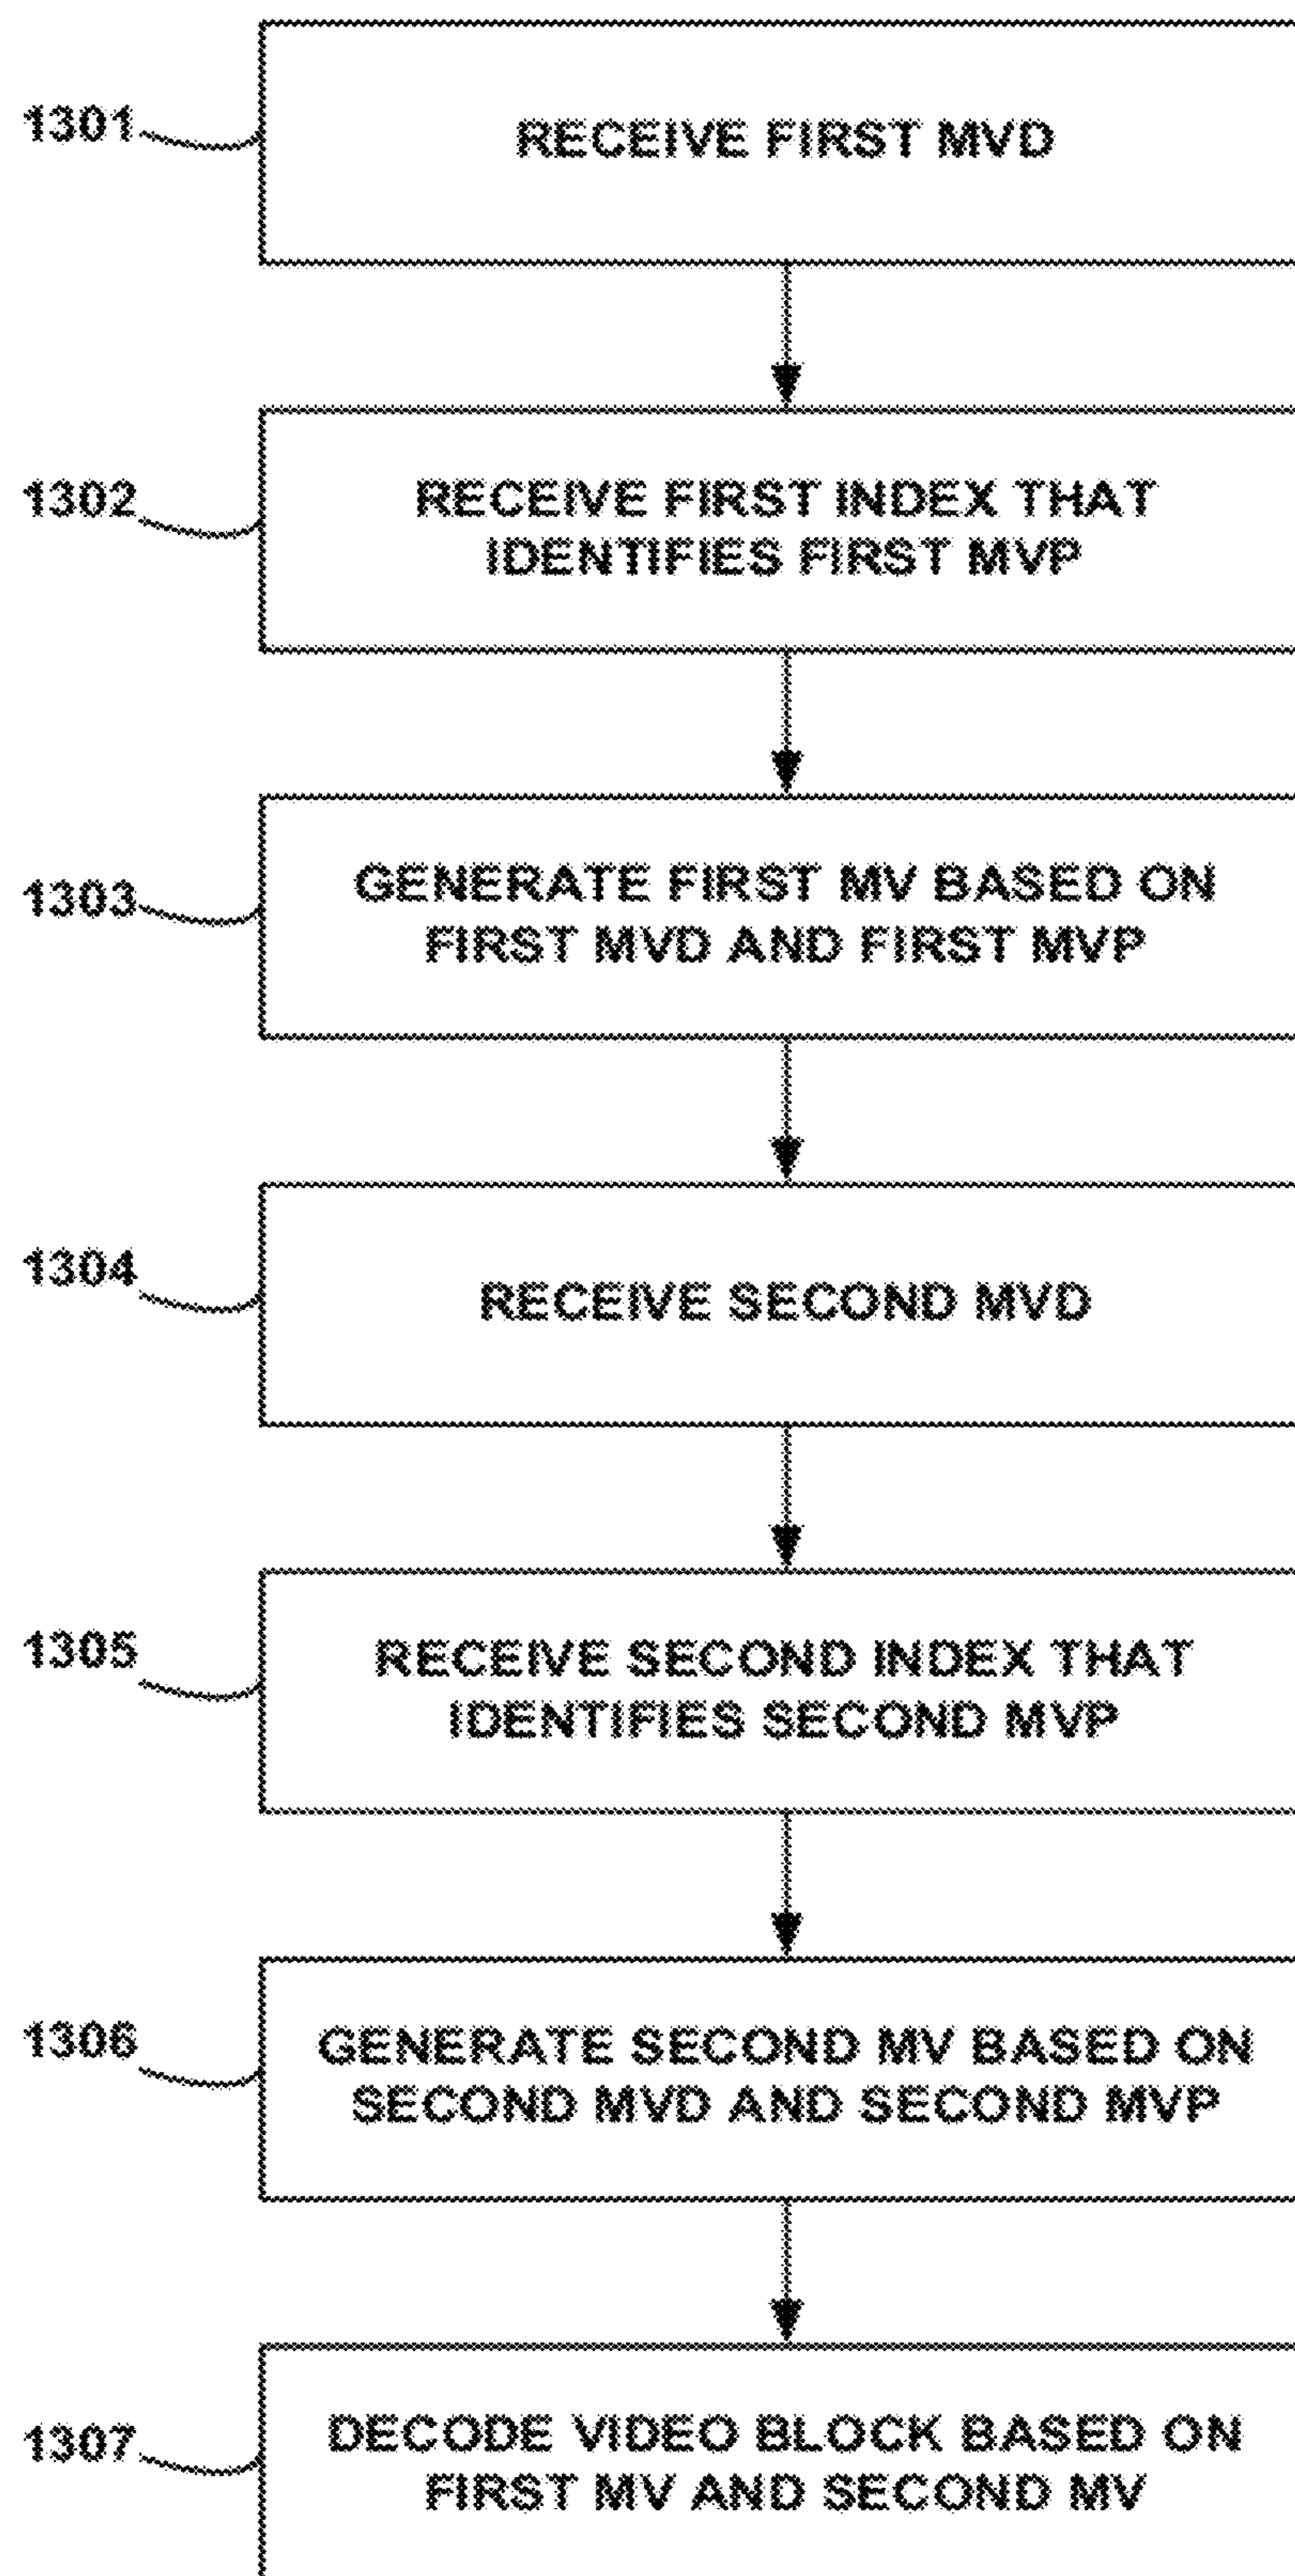 1301
RECEIVE FIRST MVD
1302
RECEIVE FIRST INDEX THAT
IDENTIFIES FIRST MVP
1303
GENERATE FIRST MV BASED ON
FIRST MVD AND FIRST MVP
1304
RECEIVE SECOND MVD
1305
RECEIVE SECOND INDEX THAT
IDENTIFIES SECOND MVP
1306
GENERATE SECOND MV BASED ON
SECOND MVD AND SECOND MVP
1307
DECODE VIDEO BLOCK BASED ON
FIRST MV AND SECOND MV